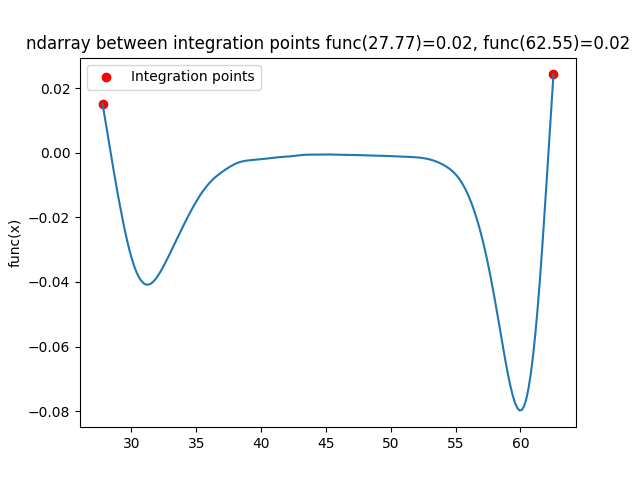 ndarray between integration points func(27.77)=0.02, func(62.55)=0.02
Integration points
func(x)
0.02
0.00
−0.02
−0.04
−0.06
−0.08
30 35 40 45 50 55 60